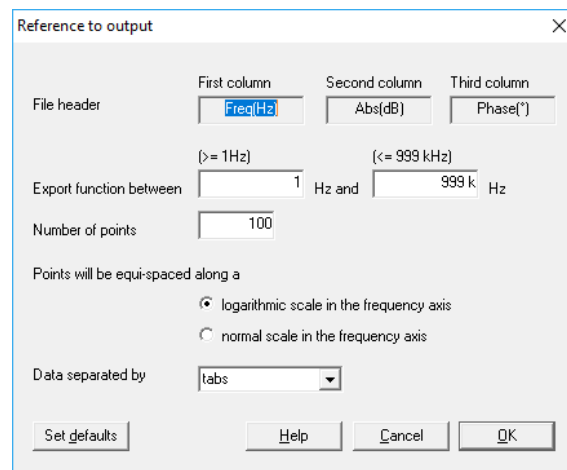 Reference to output
First column Second column Third column
File header Freq(Hz) Abs(dB) Phase(°)
(>= 1Hz) (<= 999 kHz)
Export function between 1 Hz and 999 k Hz
Number of points 100
Points will be equi-spaced along a
logarithmic scale in the frequency axis
normal scale in the frequency axis
Data separated by tabs
Set defaults Help Cancel OK